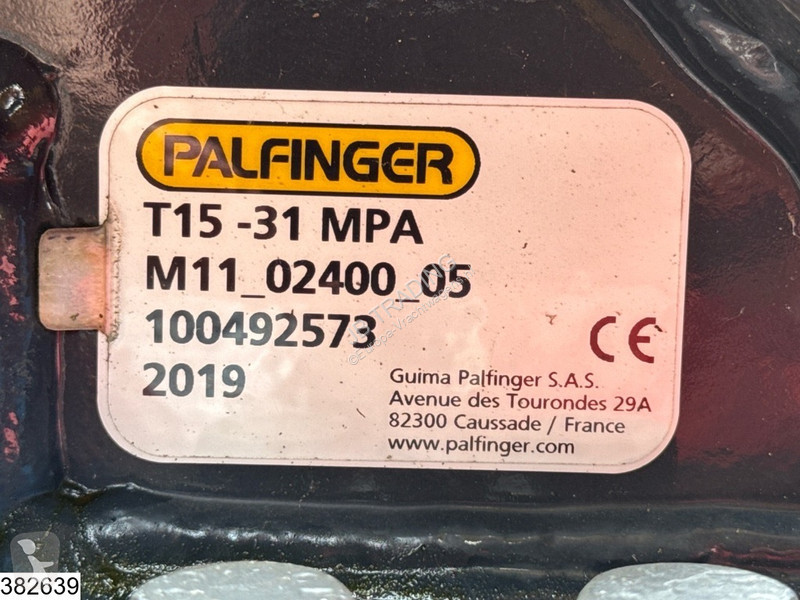 PALFINGER
T15 -31 MPA
M11_02400_05
100492573
2019
CE
Guima Palfinger S.A.S.
Avenue des Tourondes 29A
82300 Caussade / France
www.palfinger.com
TRADING
382639